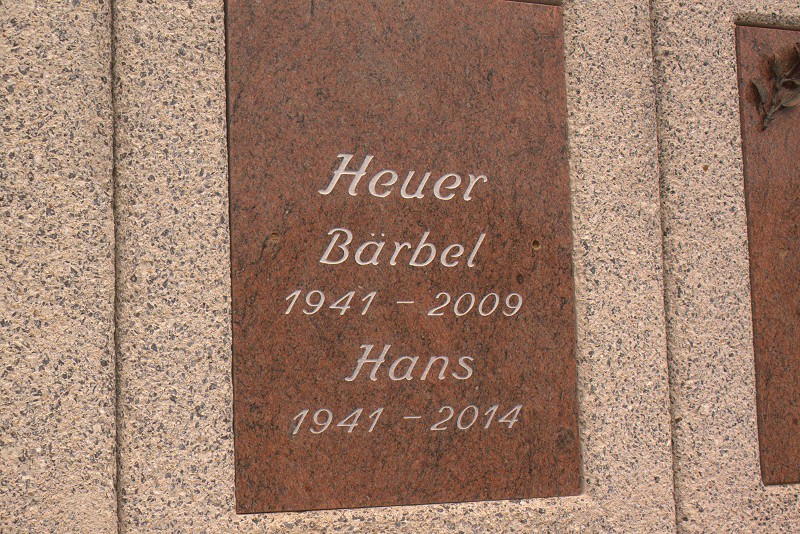 Heuer
Bärbel
1941 – 2009
Hans
1941 – 2014